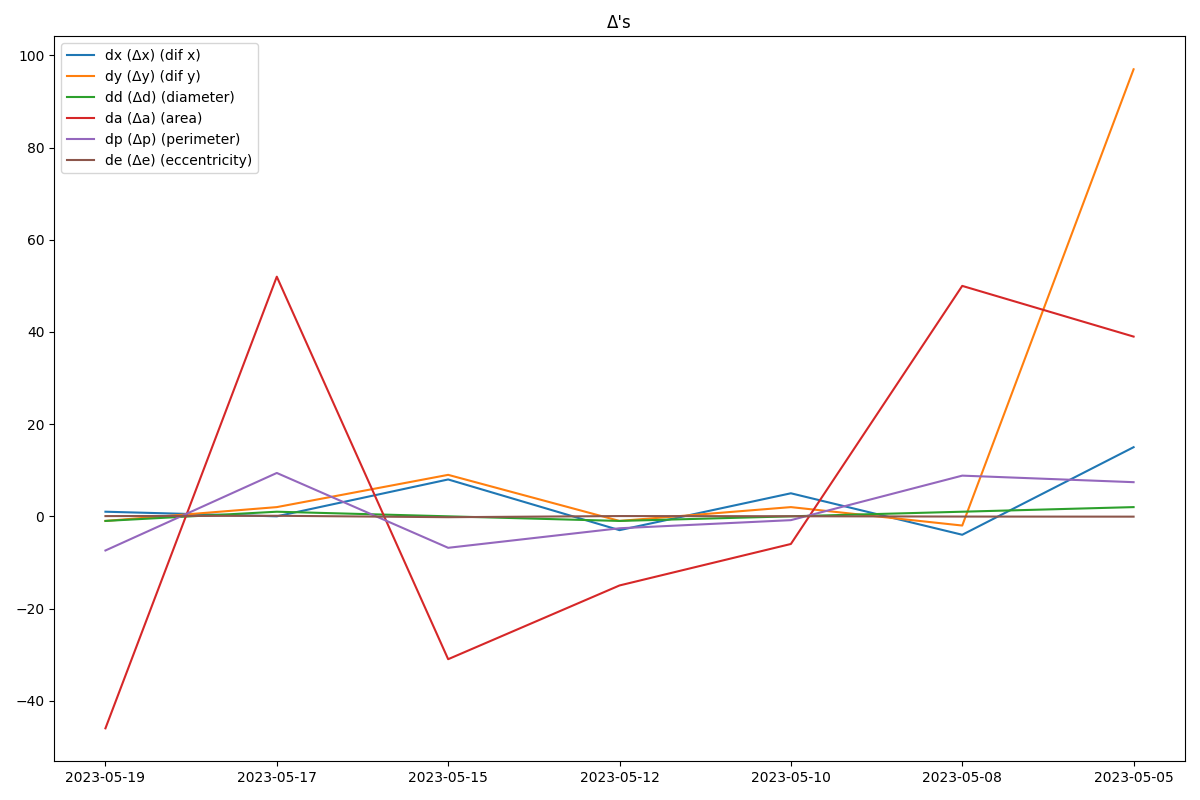 Δ's
dx (Δx) (dif x)
dy (Δy) (dif y)
dd (Δd) (diameter)
da (Δa) (area)
dp (Δp) (perimeter)
de (Δe) (eccentricity)
100
80
60
40
20
0
−20
−40
2023-05-19 2023-05-17 2023-05-15 2023-05-12 2023-05-10 2023-05-08 2023-05-05